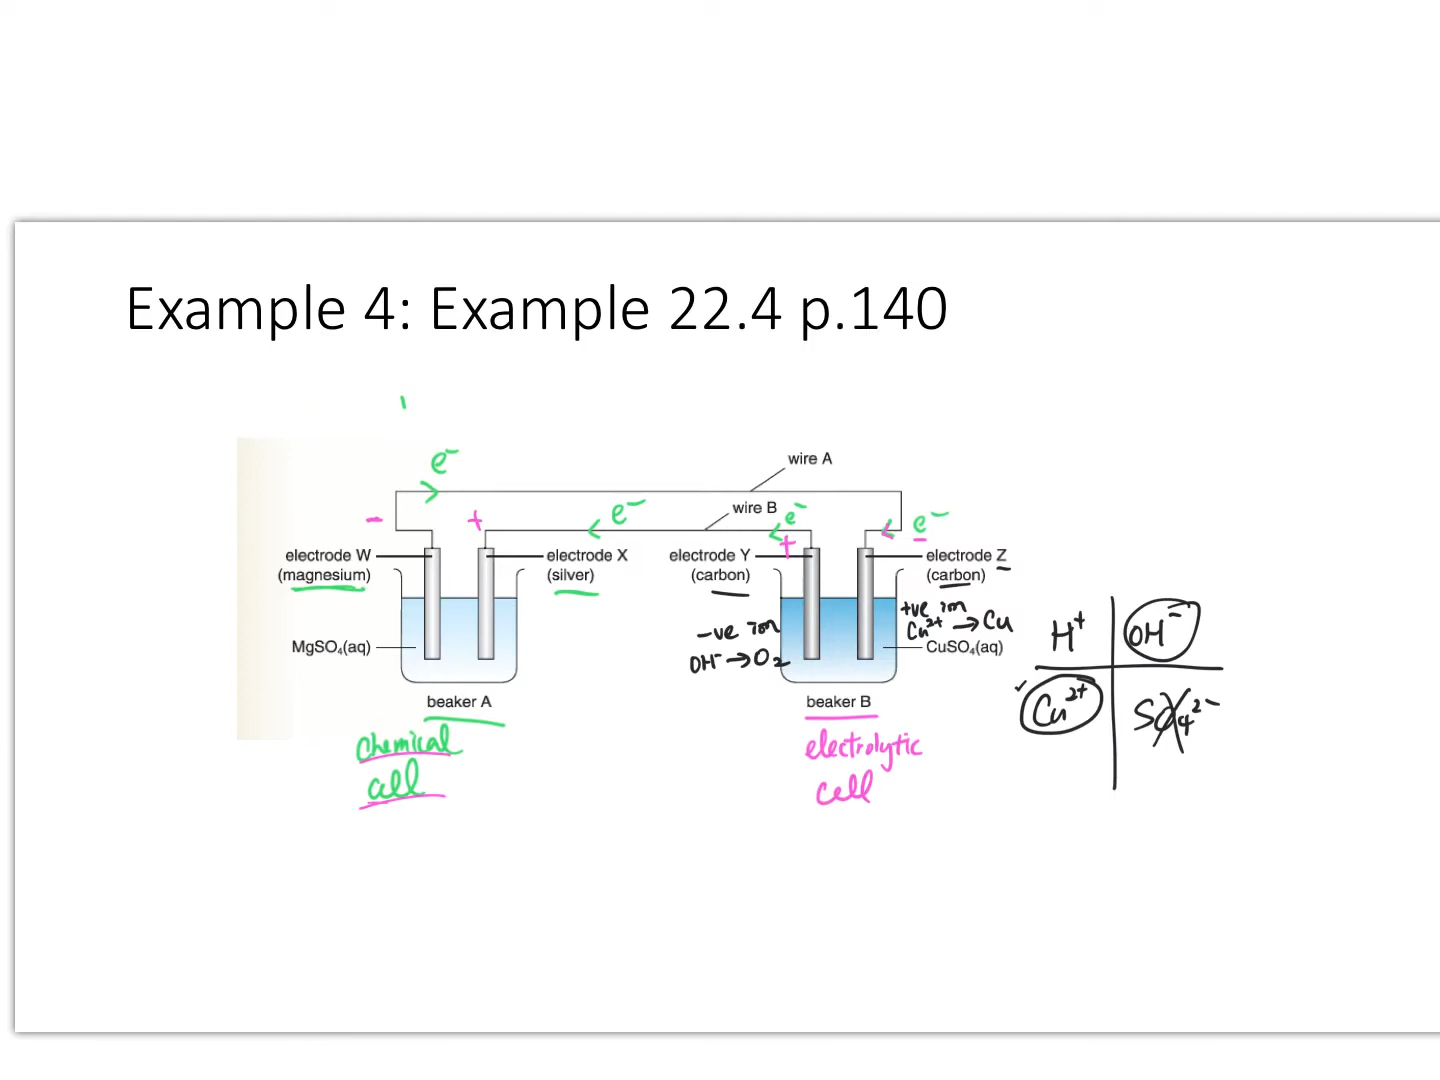 Example 4: Example 22.4 p.140
wire A
e⁻
wire B
e⁻
e⁻
e⁻
-
+
+
electrode W
(magnesium)
electrode X
(silver)
electrode Y
(carbon)
electrode Z
(carbon)
-ve ion
OH⁻ → O₂
+ve ion
Cu²⁺ → Cu
MgSO₄(aq)
CuSO₄(aq)
H⁺ OH⁻
Cu²⁺ SO₄²⁻
beaker A
beaker B
chemical
cell
electrolytic
cell